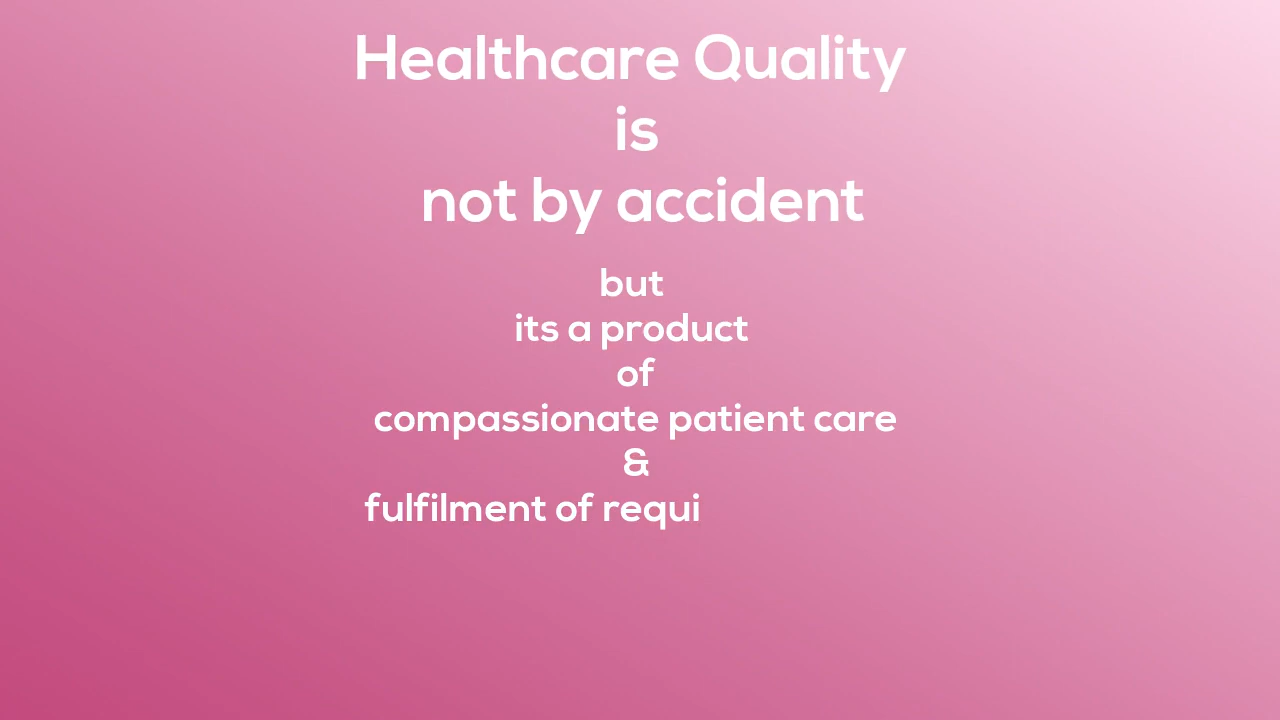 Healthcare Quality
is
not by accident
but
its a product
of
compassionate patient care
&
fulfilment of requi